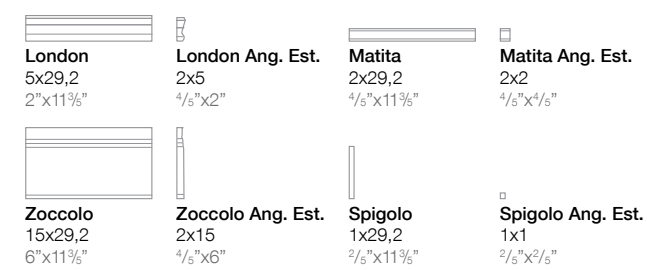 London
5x29,2
2”x11⅗”
London Ang. Est.
2x5
⅘”x2”
Matita
2x29,2
⅘”x11⅗”
Matita Ang. Est.
2x2
⅘”x⅘”
Zoccolo
15x29,2
6”x11⅗”
Zoccolo Ang. Est.
2x15
⅘”x6”
Spigolo
1x29,2
⅖”x11⅗”
Spigolo Ang. Est.
1x1
⅖”x⅖”